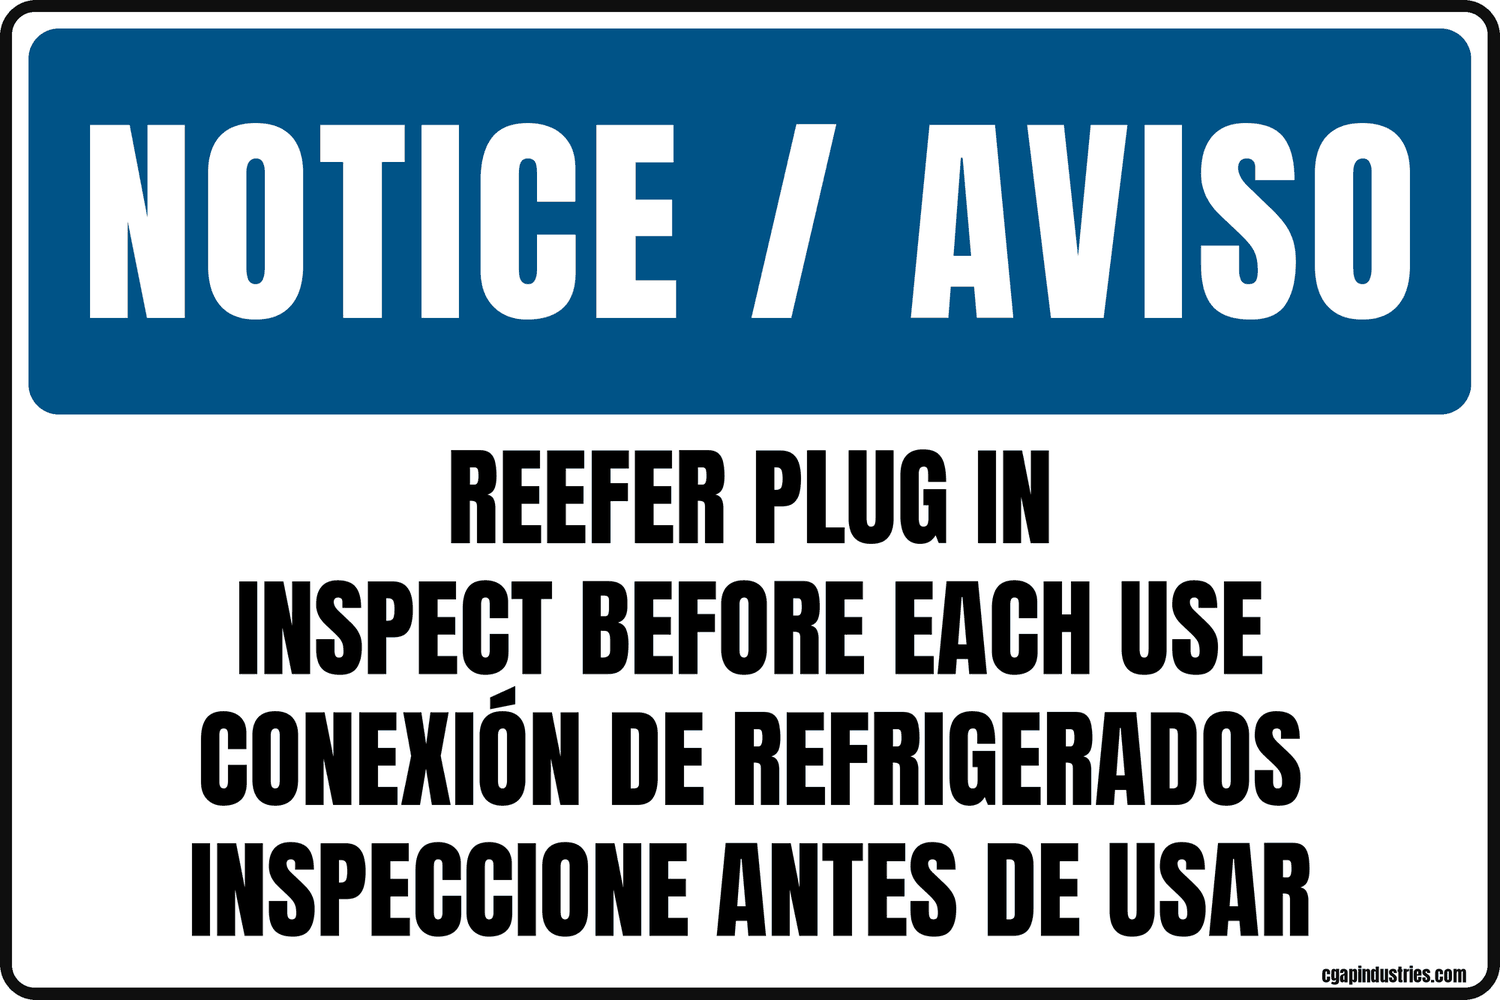 NOTICE / AVISO
REEFER PLUG IN
INSPECT BEFORE EACH USE
CONEXIÓN DE REFRIGERADOS
INSPECCIONE ANTES DE USAR
cgapindustries.com